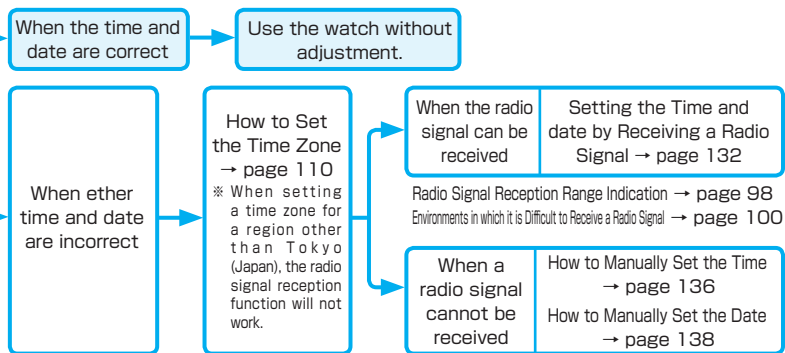 When the time and
date are correct
Use the watch without
adjustment.
When ether
time and date
are incorrect
How to Set
the Time Zone
→ page 110
※ When setting
a time zone for
a region other
than Tokyo
(Japan), the radio
signal reception
function will not
work.
When the radio
signal can be
received
Setting the Time and
date by Receiving a Radio
Signal → page 132
Radio Signal Reception Range Indication → page 98
Environments in which it is Difficult to Receive a Radio Signal → page 100
When a
radio signal
cannot be
received
How to Manually Set the Time
→ page 136
How to Manually Set the Date
→ page 138